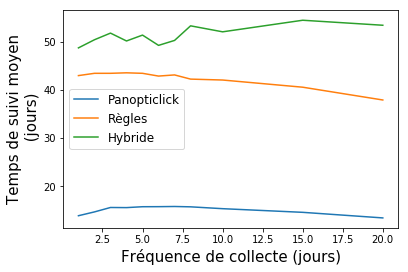 50
40
30
20
Temps de suivi moyen
(jours)
Panopticlick
Règles
Hybride
2.5 5.0 7.5 10.0 12.5 15.0 17.5 20.0
Fréquence de collecte (jours)